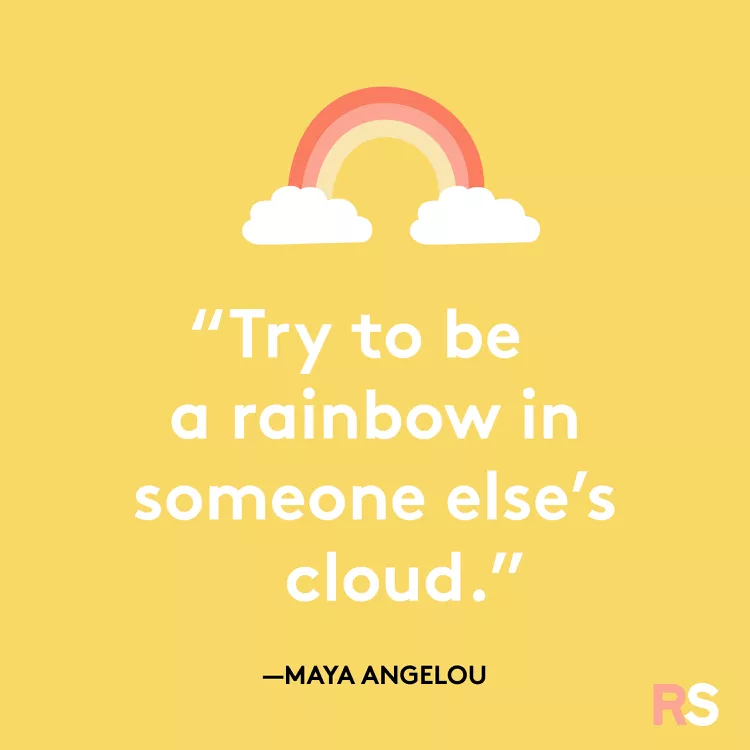 “Try to be
a rainbow in
someone else’s
cloud.”
—MAYA ANGELOU
RS